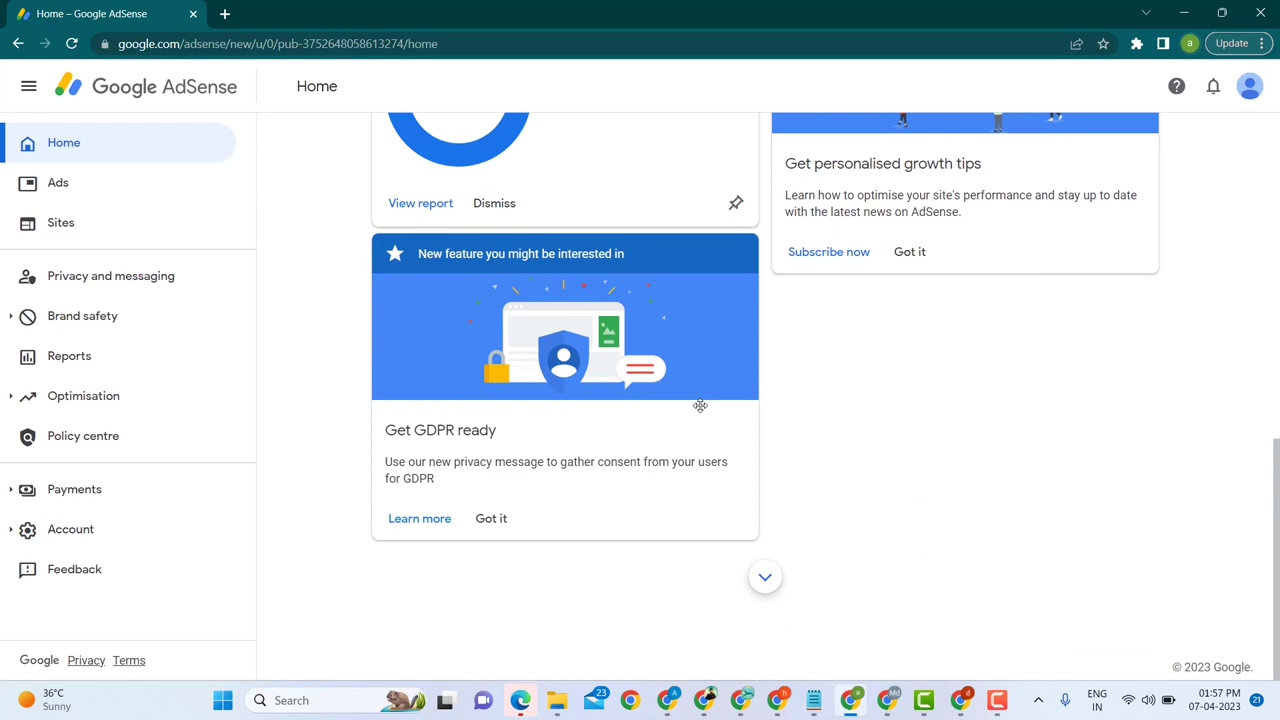 Home – Google AdSense
google.com/adsense/new/u/0/pub-3752648058613274/home
a
Update
Google AdSense
Home
Home
Ads
Sites
Privacy and messaging
Brand safety
Reports
Optimisation
Policy centre
Payments
Account
Feedback
Google Privacy Terms
View report Dismiss
New feature you might be interested in
Get GDPR ready
Use our new privacy message to gather consent from your users
for GDPR
Learn more Got it
Get personalised growth tips
Learn how to optimise your site's performance and stay up to date
with the latest news on AdSense.
Subscribe now Got it
© 2023 Google.
36°C
Sunny
Search
23
A
h
a
Md
d
ENG
IN
01:57 PM
07-04-2023
21